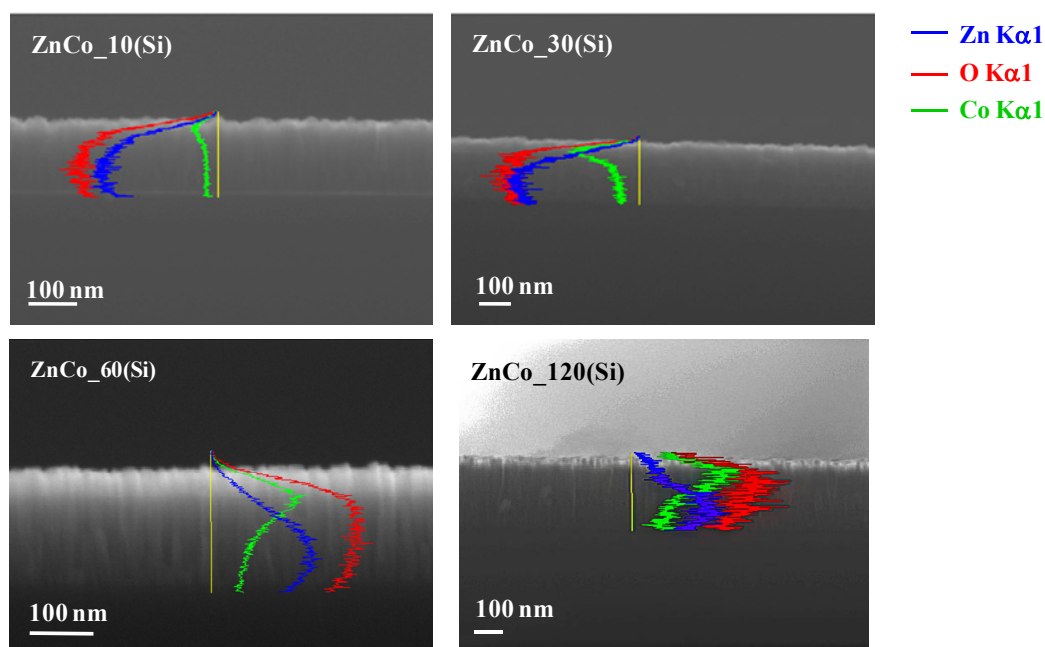 ZnCo_10(Si)
100 nm
ZnCo_30(Si)
100 nm
Zn Kα1
O Kα1
Co Kα1
ZnCo_60(Si)
100 nm
ZnCo_120(Si)
100 nm